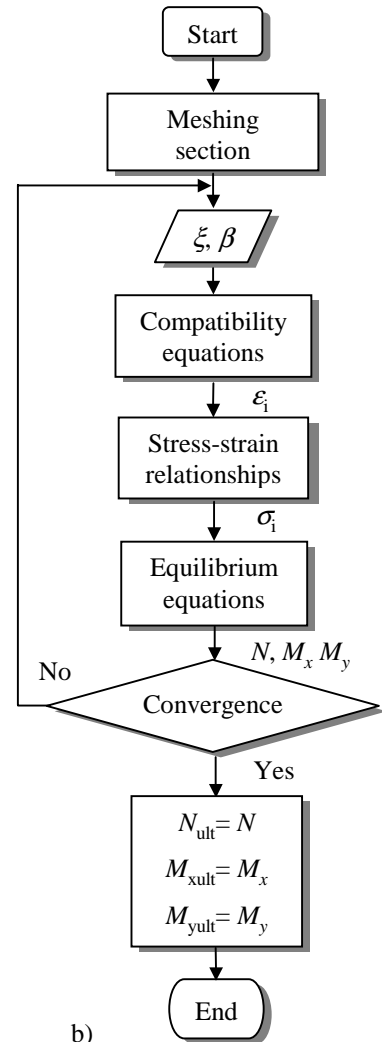 Start
Meshing
section
ξ, β
Compatibility
equations
εi
Stress-strain
relationships
σi
Equilibrium
equations
N, Mx My
No
Convergence
Yes
Nult= N
Mxult= Mx
Myult= My
End
b)